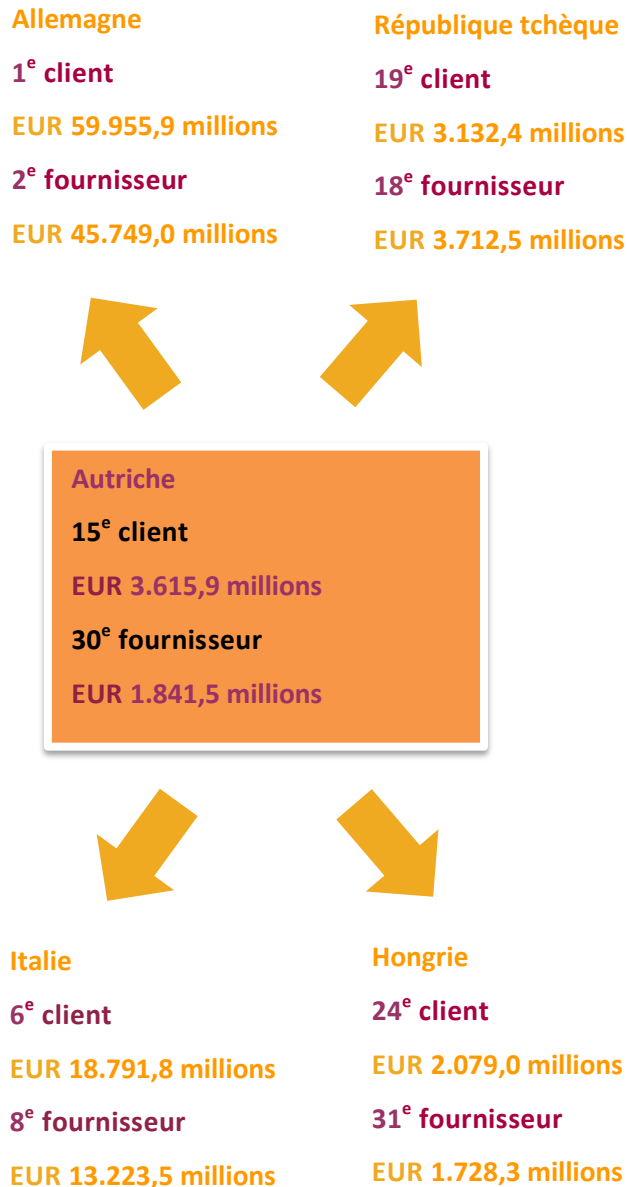 Allemagne
1e client
EUR 59.955,9 millions
2e fournisseur
EUR 45.749,0 millions
République tchèque
19e client
EUR 3.132,4 millions
18e fournisseur
EUR 3.712,5 millions
Autriche
15e client
EUR 3.615,9 millions
30e fournisseur
EUR 1.841,5 millions
Italie
6e client
EUR 18.791,8 millions
8e fournisseur
EUR 13.223,5 millions
Hongrie
24e client
EUR 2.079,0 millions
31e fournisseur
EUR 1.728,3 millions